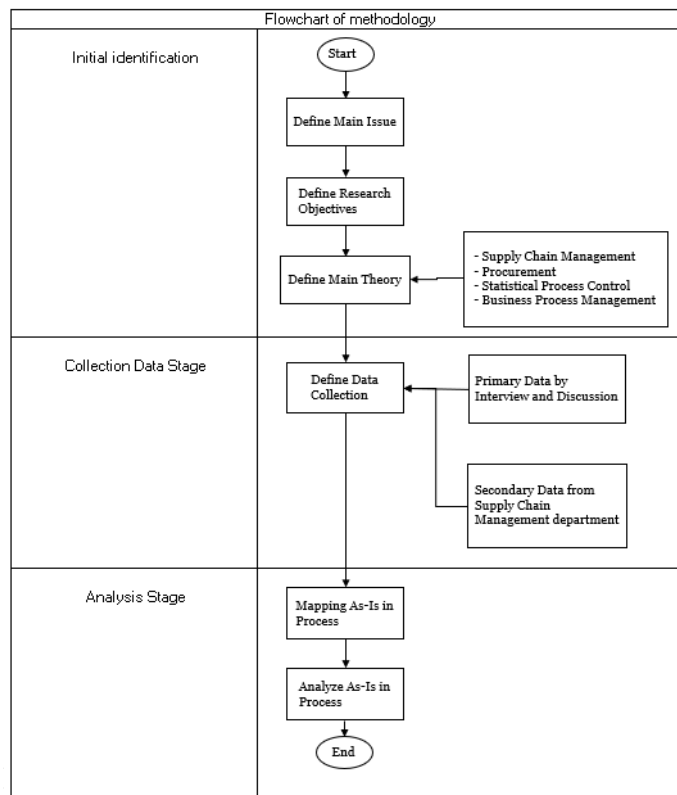 Flowchart of methodology
Initial identification
Start
Define Main Issue
Define Research
Objectives
Define Main Theory
- Supply Chain Management
- Procurement
- Statistical Process Control
- Business Process Management
Collection Data Stage
Define Data
Collection
Primary Data by
Interview and Discussion
Secondary Data from
Supply Chain
Management department
Analysis Stage
Mapping As-Is in
Process
Analyze As-Is in
Process
End